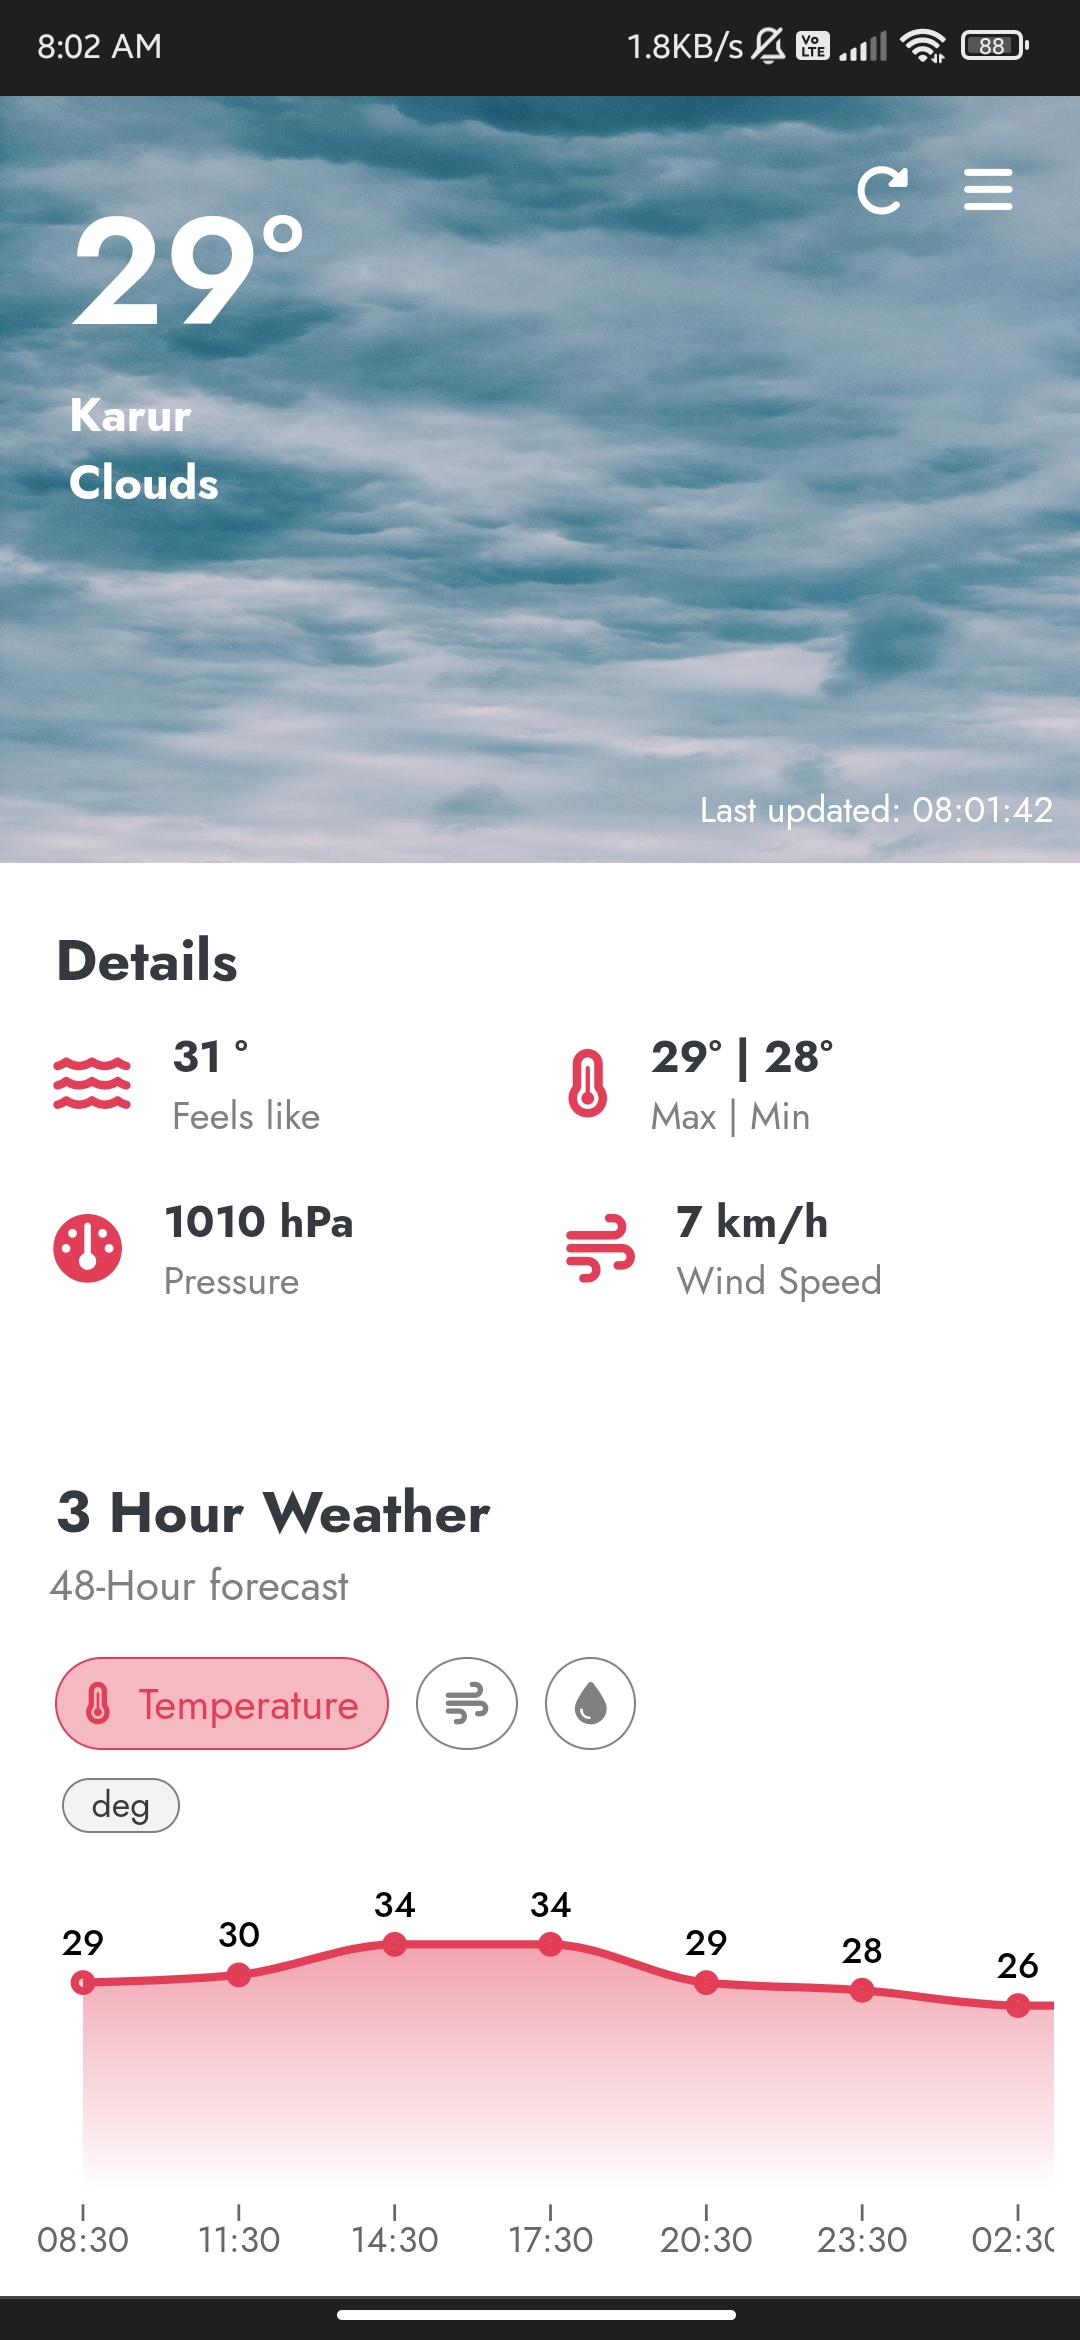 8:02 AM
1.8KB/s
Vo LTE
88
29°
Karur
Clouds
Last updated: 08:01:42
Details
31 °
Feels like
29° | 28°
Max | Min
1010 hPa
Pressure
7 km/h
Wind Speed
3 Hour Weather
48-Hour forecast
Temperature
deg
29 30 34 34 29 28 26
08:30 11:30 14:30 17:30 20:30 23:30 02:30